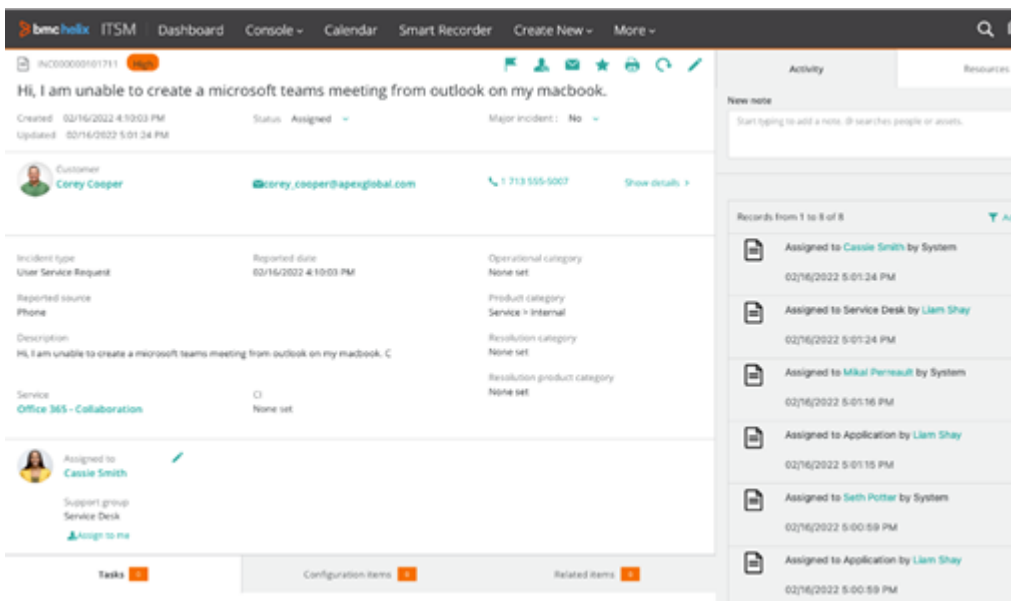 bmc helix ITSM Dashboard Console Calendar Smart Recorder Create New More
INC000000101711 High
Hi, I am unable to create a microsoft teams meeting from outlook on my macbook.
Created 02/16/2022 4:10:03 PM Status Assigned Major incident: No
Updated 02/16/2022 5:01:24 PM
Customer
Corey Cooper corey_cooper@apexglobal.com 1 713 555-5007 Show details
Incident type Reported date Operational category
User Service Request 02/16/2022 4:10:03 PM None set
Reported source Product category
Phone Service > Internal
Description Resolution category
Hi, I am unable to create a microsoft teams meeting from outlook on my macbook. C None set
Resolution product category
Service CI None set
Office 365 - Collaboration None set
Assigned to
Cassie Smith
Support group
Service Desk
Assign to me
Tasks Configuration items Related items
Activity Resources
New note
Start typing to add a note. @ searches people or assets.
Records from 1 to 8 of 8
Assigned to Cassie Smith by System
02/16/2022 5:01:24 PM
Assigned to Service Desk by Liam Shay
02/16/2022 5:01:24 PM
Assigned to Mikal Perreault by System
02/16/2022 5:01:16 PM
Assigned to Application by Liam Shay
02/16/2022 5:01:15 PM
Assigned to Seth Potter by System
02/16/2022 5:00:59 PM
Assigned to Application by Liam Shay
02/16/2022 5:00:59 PM